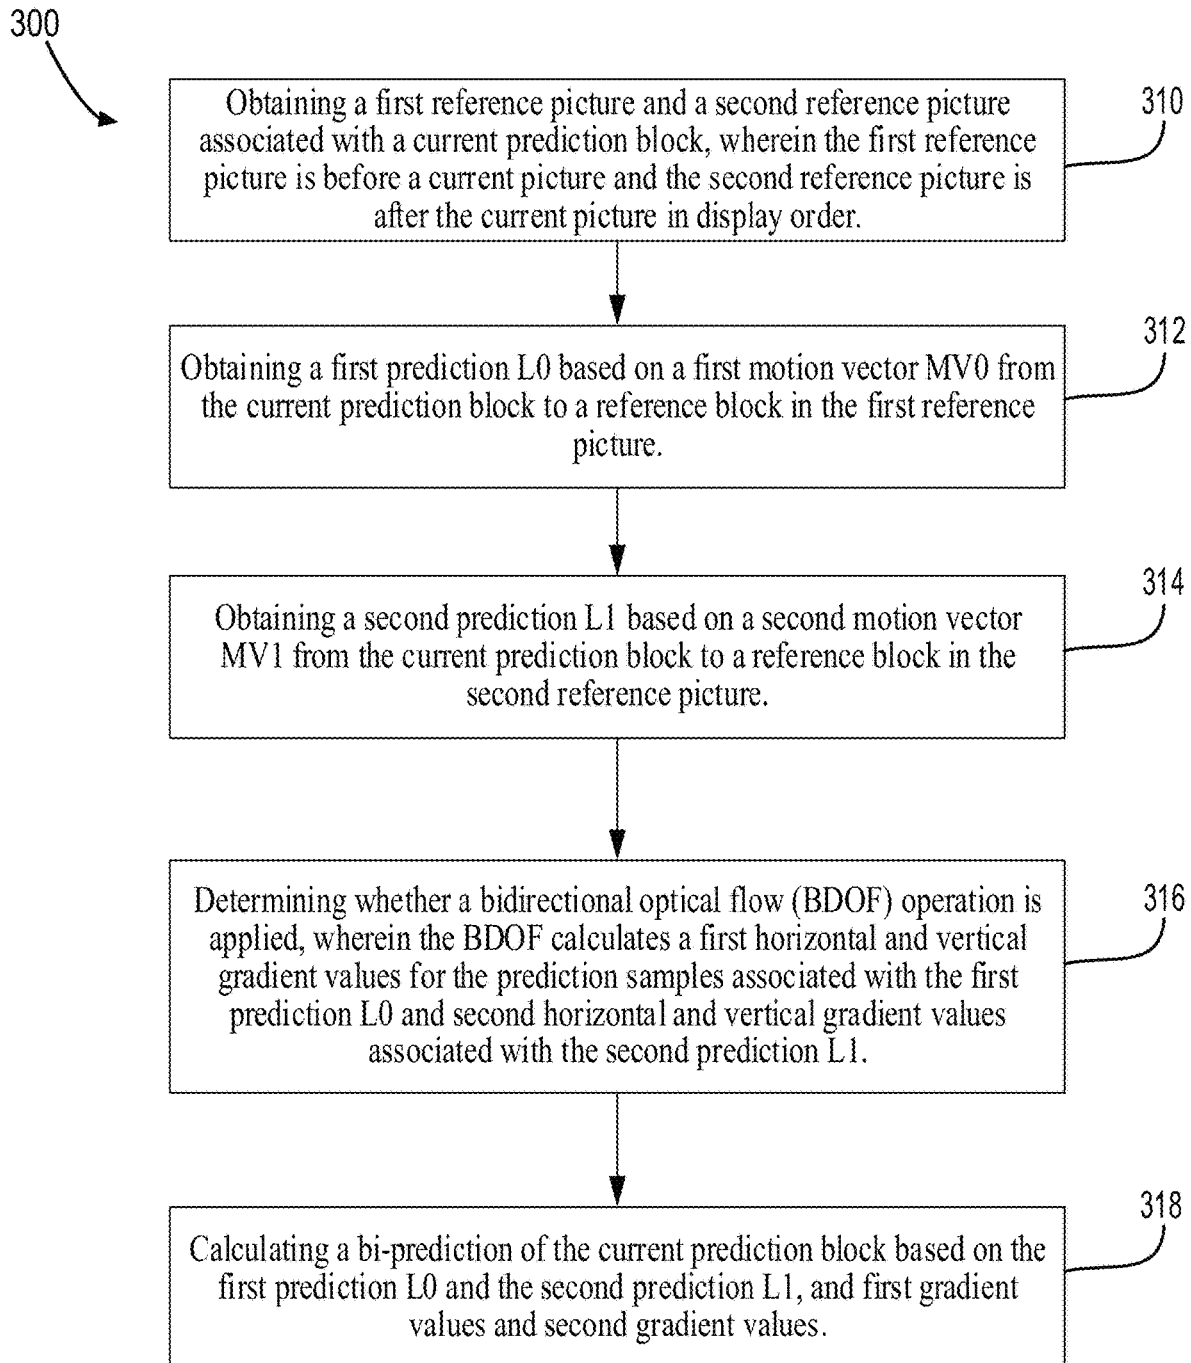 300
310
Obtaining a first reference picture and a second reference picture
associated with a current prediction block, wherein the first reference
picture is before a current picture and the second reference picture is
after the current picture in display order.
312
Obtaining a first prediction L0 based on a first motion vector MV0 from
the current prediction block to a reference block in the first reference
picture.
314
Obtaining a second prediction L1 based on a second motion vector
MV1 from the current prediction block to a reference block in the
second reference picture.
316
Determining whether a bidirectional optical flow (BDOF) operation is
applied, wherein the BDOF calculates a first horizontal and vertical
gradient values for the prediction samples associated with the first
prediction L0 and second horizontal and vertical gradient values
associated with the second prediction L1.
318
Calculating a bi-prediction of the current prediction block based on the
first prediction L0 and the second prediction L1, and first gradient
values and second gradient values.